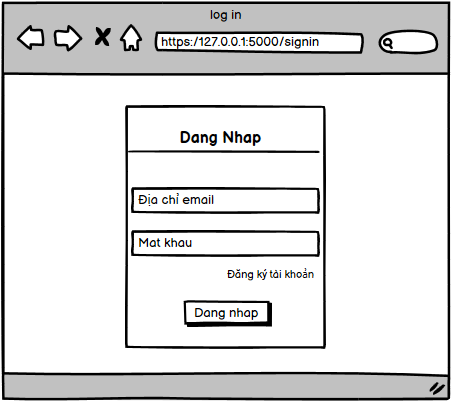 log in
https:/127.0.0.1:5000/signin
Dang Nhap
Địa chỉ email
Mat khau
Đăng ký tài khoản
Dang nhap